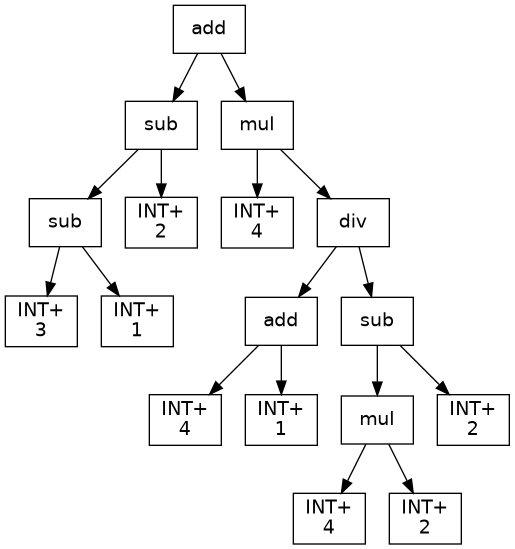 add
sub
mul
sub
INT+
2
INT+
4
div
INT+
3
INT+
1
add
sub
INT+
4
INT+
1
mul
INT+
2
INT+
4
INT+
2